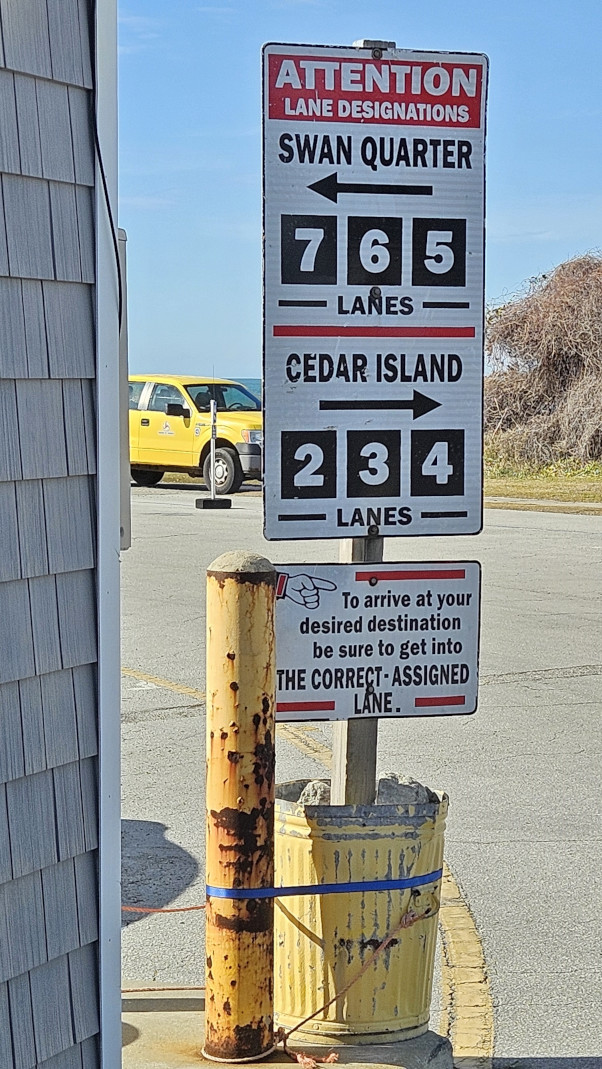 ATTENTION
LANE DESIGNATIONS
SWAN QUARTER
7 6 5
LANES
CEDAR ISLAND
2 3 4
LANES
To arrive at your
desired destination
be sure to get into
THE CORRECT-ASSIGNED
LANE.